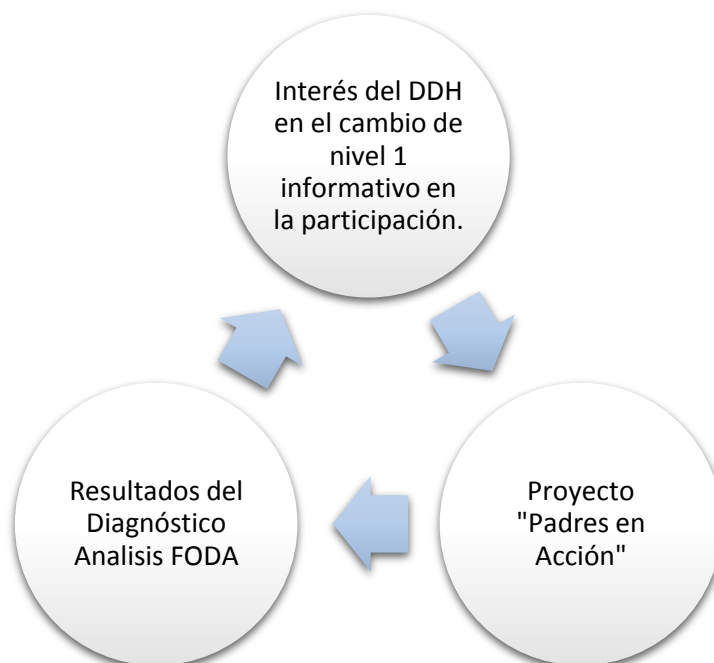 Interés del DDH
en el cambio de
nivel 1
informativo en
la participación.
Resultados del
Diagnóstico
Analisis FODA
Proyecto
"Padres en
Acción"